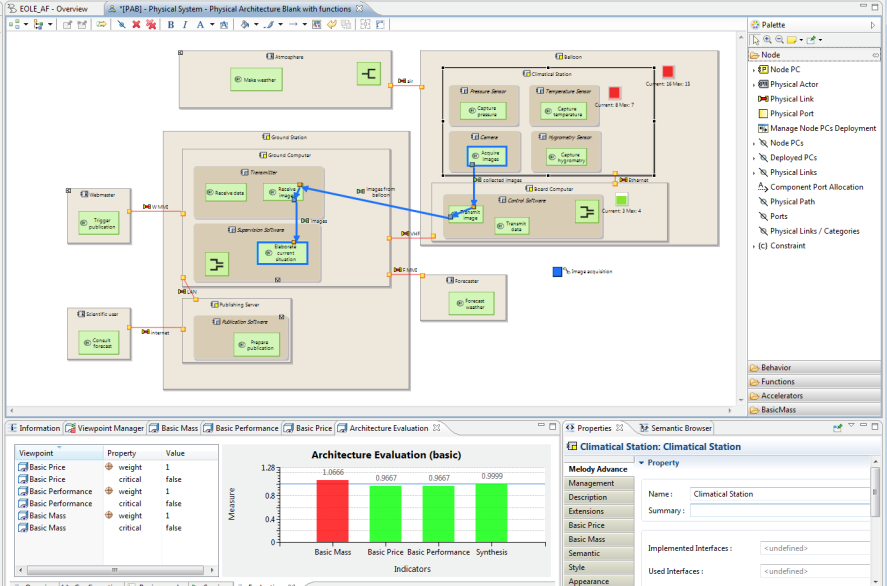 EOLE_AF - Overview
*[PAB] - Physical System - Physical Architecture Blank with functions
Atmosphere
Make weather
air
Balloon
Climatical Station
Current: 16 Max: 15
Pressure Sensor
Capture
pressure
Temperature Sensor
Capture
temperature
Current: 8 Max: 7
Camera
Acquire
images
Hygrometry Sensor
Capture
hygrometry
collected images
Ethernet
Board Computer
Control Software
Transmit
image
Transmit
data
Current: 3 Max: 4
Ground Station
Ground Computer
Transmitter
Receive data
Receive
image
images from
balloon
images
Supervision Software
Elaborate
current
situation
VHF
F MMI
W MMI
LAN
Internet
Webmaster
Trigger
publication
Scientific user
Consult
forecast
Publishing Server
Publication Software
Prepare
publication
Forecaster
Forecast
weather
Image acquisition
Palette
Node
Node PC
Physical Actor
Physical Link
Physical Port
Manage Node PCs Deployment
Node PCs
Deployed PCs
Physical Links
Component Port Allocation
Physical Path
Ports
Physical Links / Categories
{c} Constraint
Behavior
Functions
Accelerators
BasicMass
Information
Viewpoint Manager
Basic Mass
Basic Performance
Basic Price
Architecture Evaluation
Viewpoint Property Value
Basic Price weight 1
Basic Price critical false
Basic Performance weight 1
Basic Performance critical false
Basic Mass weight 1
Basic Mass critical false
Architecture Evaluation (basic)
Measure
1.28
0.8
0.4
0
1.0666
0.9667
0.9667
0.9999
Basic Mass Basic Price Basic Performance Synthesis
Indicators
Properties
Semantic Browser
Climatical Station: Climatical Station
Melody Advance
Management
Description
Extensions
Basic Price
Basic Mass
Semantic
Style
Appearance
Property
Name : Climatical Station
Summary :
Implemented Interfaces : <undefined>
Used Interfaces : <undefined>